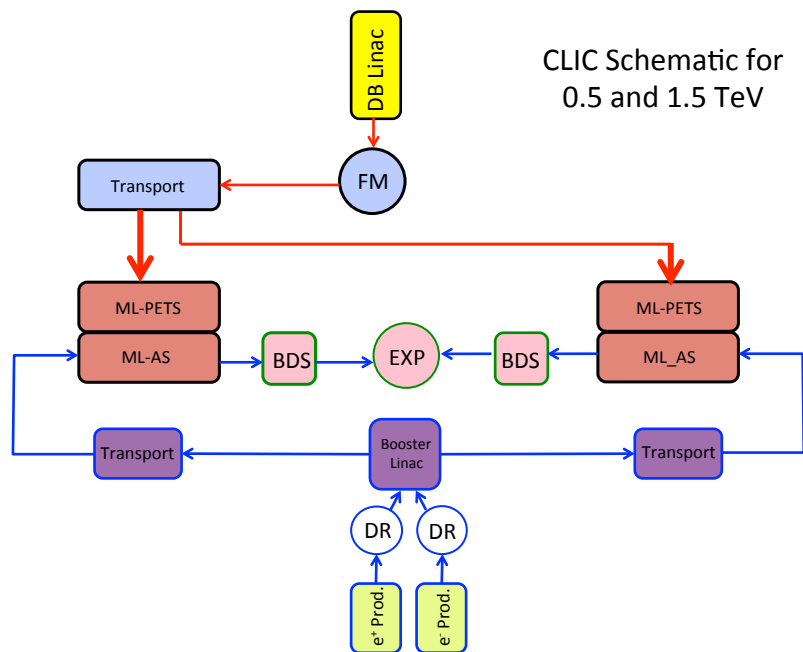 CLIC Schematic for
0.5 and 1.5 TeV
DB Linac
FM
Transport
ML-PETS
ML-PETS
ML-AS
BDS
EXP
BDS
ML_AS
Transport
Booster
Linac
Transport
DR
DR
e⁺ Prod.
e⁻ Prod.